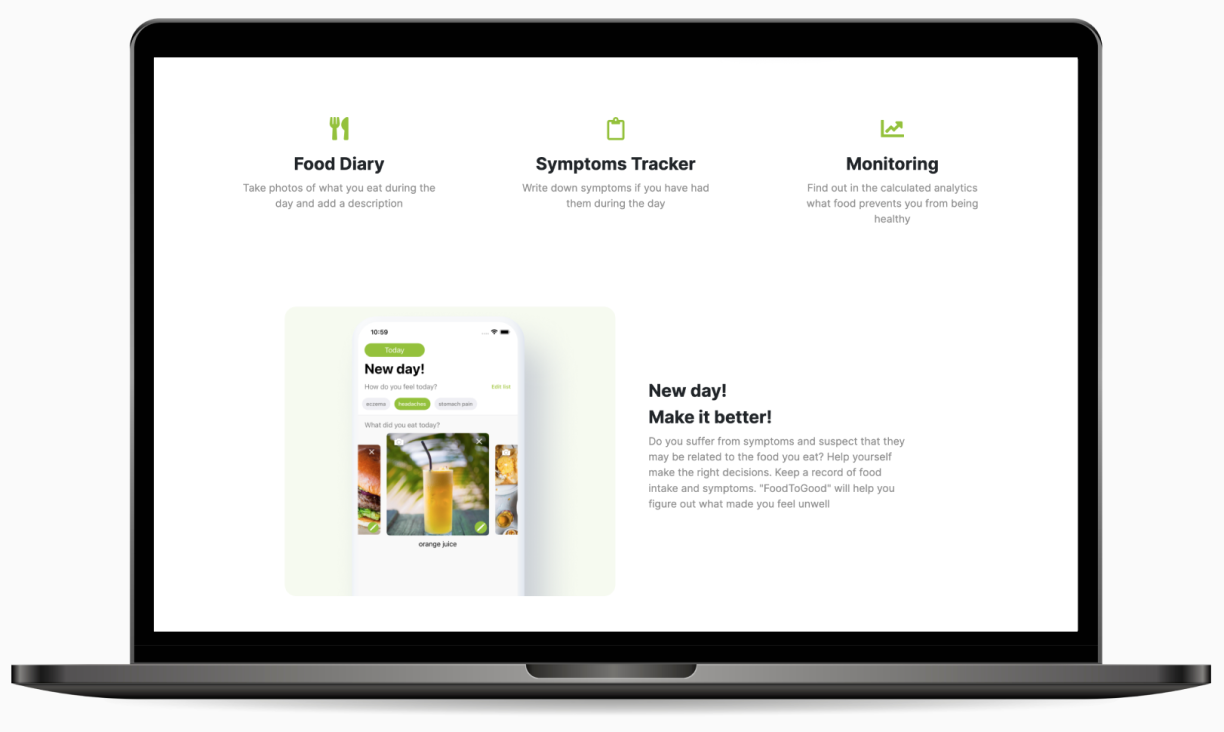 Food Diary
Take photos of what you eat during the
day and add a description
Symptoms Tracker
Write down symptoms if you have had
them during the day
Monitoring
Find out in the calculated analytics
what food prevents you from being
healthy
10:59
Today
New day!
How do you feel today?
Edit list
eczema
headaches
stomach pain
What did you eat today?
orange juice
New day!
Make it better!
Do you suffer from symptoms and suspect that they
may be related to the food you eat? Help yourself
make the right decisions. Keep a record of food
intake and symptoms. "FoodToGood" will help you
figure out what made you feel unwell